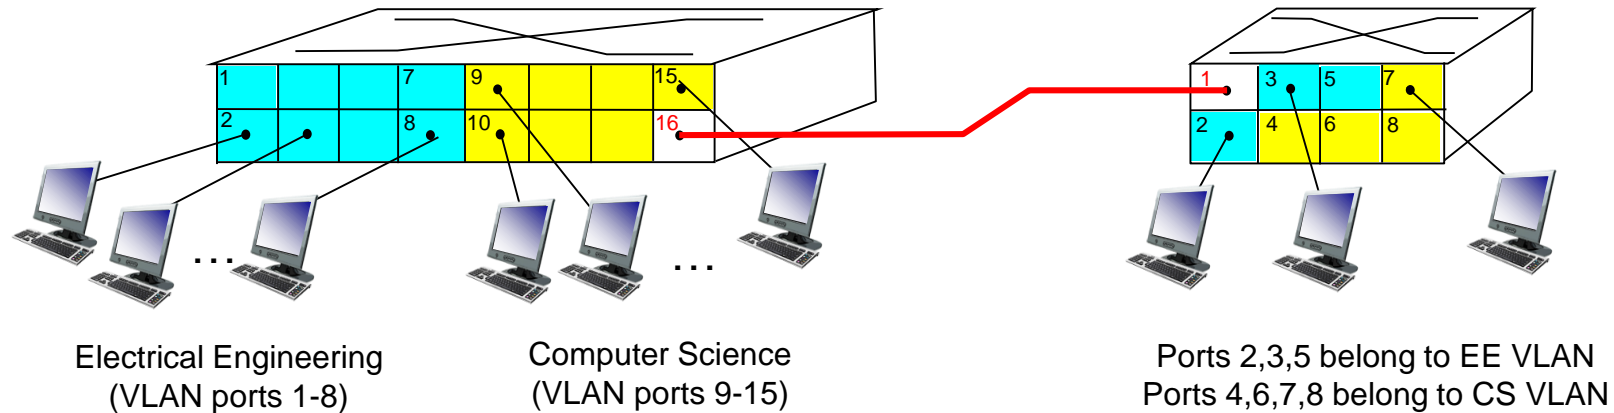 1 7 9 15
2 8 10 16
1 3 5 7
2 4 6 8
... ...
Electrical Engineering
(VLAN ports 1-8)
Computer Science
(VLAN ports 9-15)
Ports 2,3,5 belong to EE VLAN
Ports 4,6,7,8 belong to CS VLAN